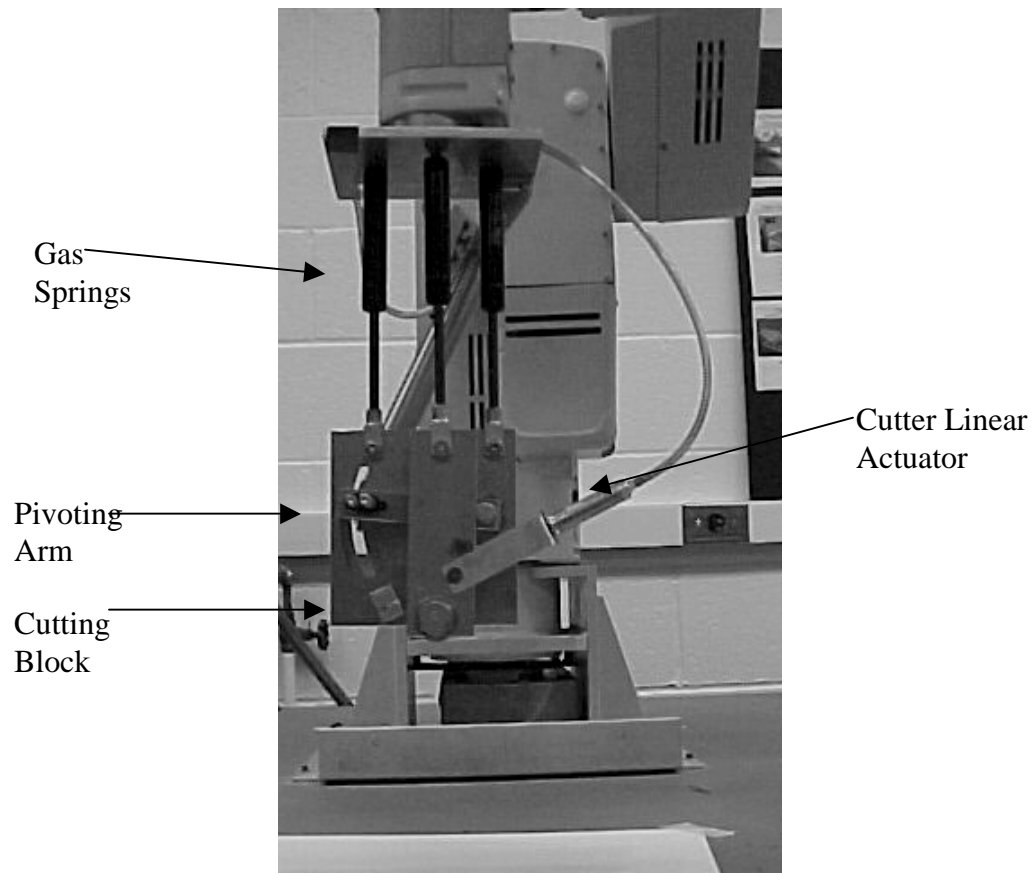 Gas
Springs
Cutter Linear
Actuator
Pivoting
Arm
Cutting
Block